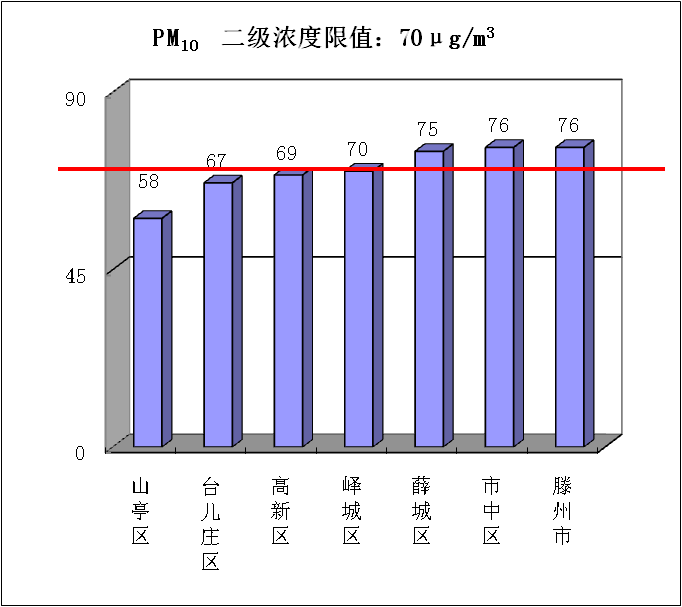 PM₁₀ 二级浓度限值：70μg/m³
90
45
0
58
67
69
70
75
76
76
山亭区
台儿庄区
高新区
峄城区
薛城区
市中区
滕州市